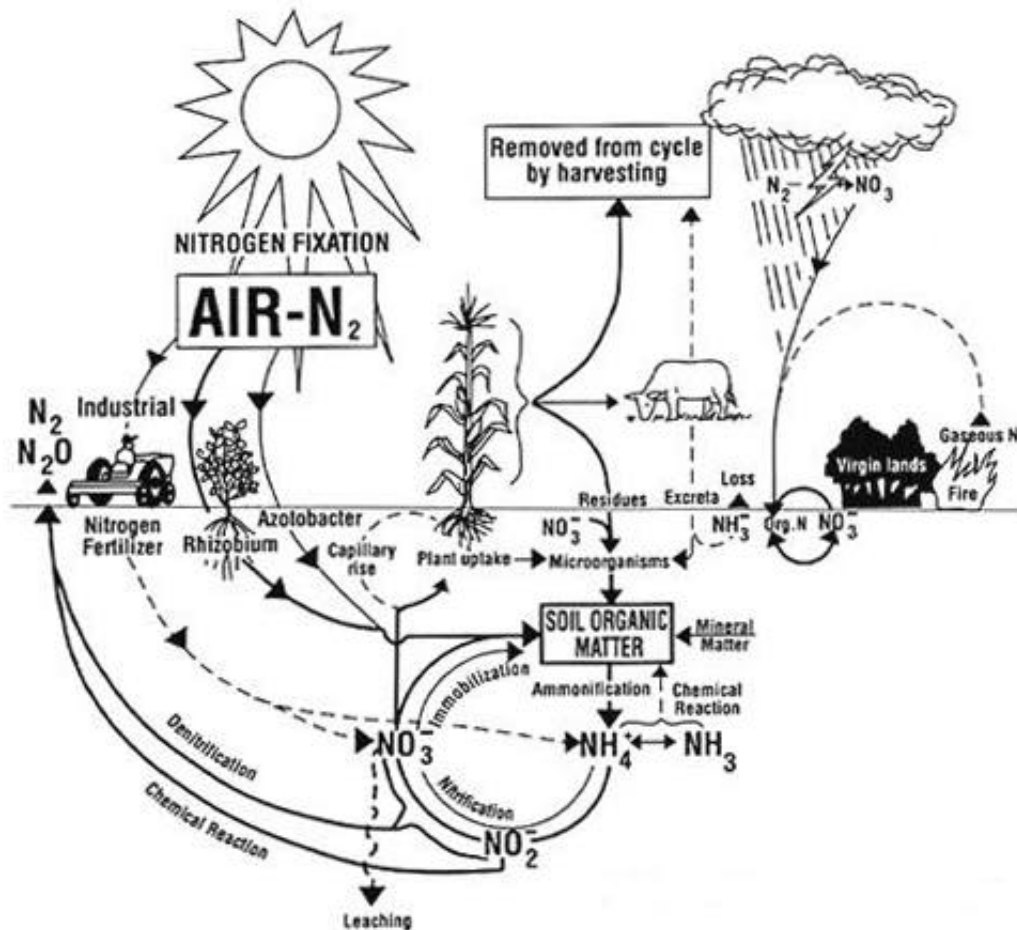 Removed from cycle
by harvesting
N₂⁻
NO₃
NITROGEN FIXATION
AIR-N₂
N₂
N₂O
Industrial
Gaseous N
Virgin lands
Fire
Residues
Excreta
Loss
NH₃⁻
Org.N
NO₃⁻
Nitrogen
Fertilizer
Rhizobium
Azotobacter
Capillary
rise
Plant uptake
NO₃⁻
Microorganisms
SOIL ORGANIC
MATTER
Mineral
Matter
Immobilization
Ammonification
Chemical
Reaction
NO₃⁻
NH₄⁺
NH₃
Denitrification
Nitrification
Chemical Reaction
NO₂⁻
Leaching